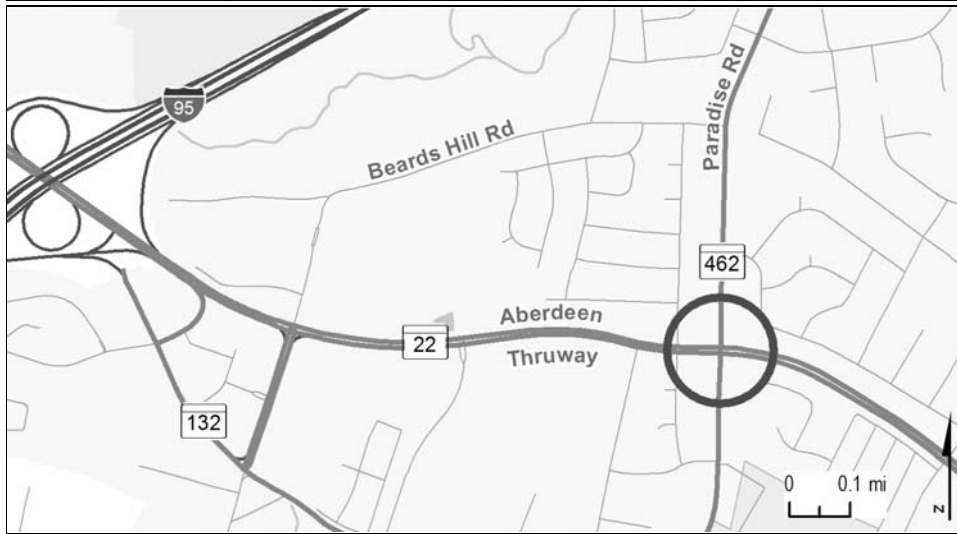 95
Beards Hill Rd
Paradise Rd
462
Aberdeen
22
Thruway
132
0 0.1 mi
N